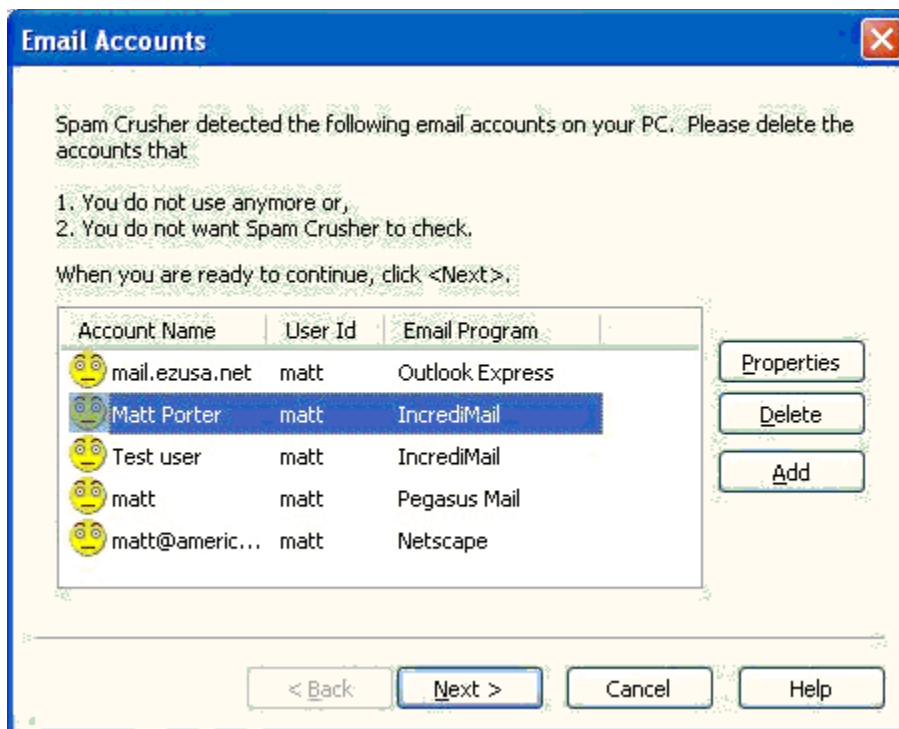 Email Accounts
Spam Crusher detected the following email accounts on your PC. Please delete the
accounts that
1. You do not use anymore or,
2. You do not want Spam Crusher to check.
When you are ready to continue, click <Next>.
Account Name User Id Email Program
mail.ezusa.net matt Outlook Express
Matt Porter matt IncrediMail
Test user matt IncrediMail
matt matt Pegasus Mail
matt@americ... matt Netscape
Properties
Delete
Add
< Back Next > Cancel Help